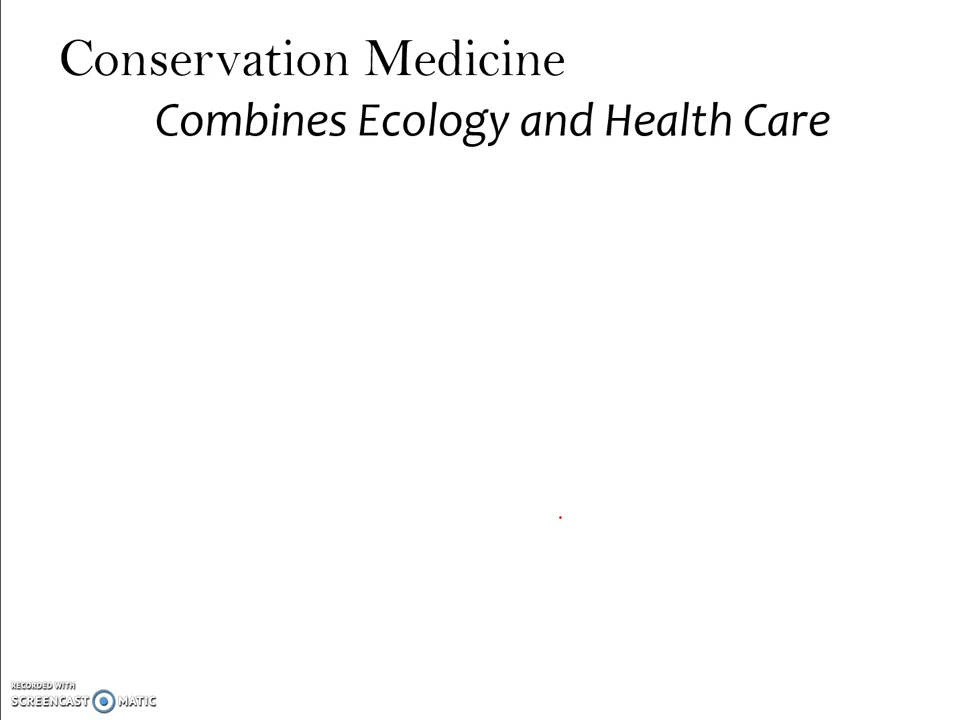 Conservation Medicine
Combines Ecology and Health Care
RECORDED WITH
SCREENCAST MATIC